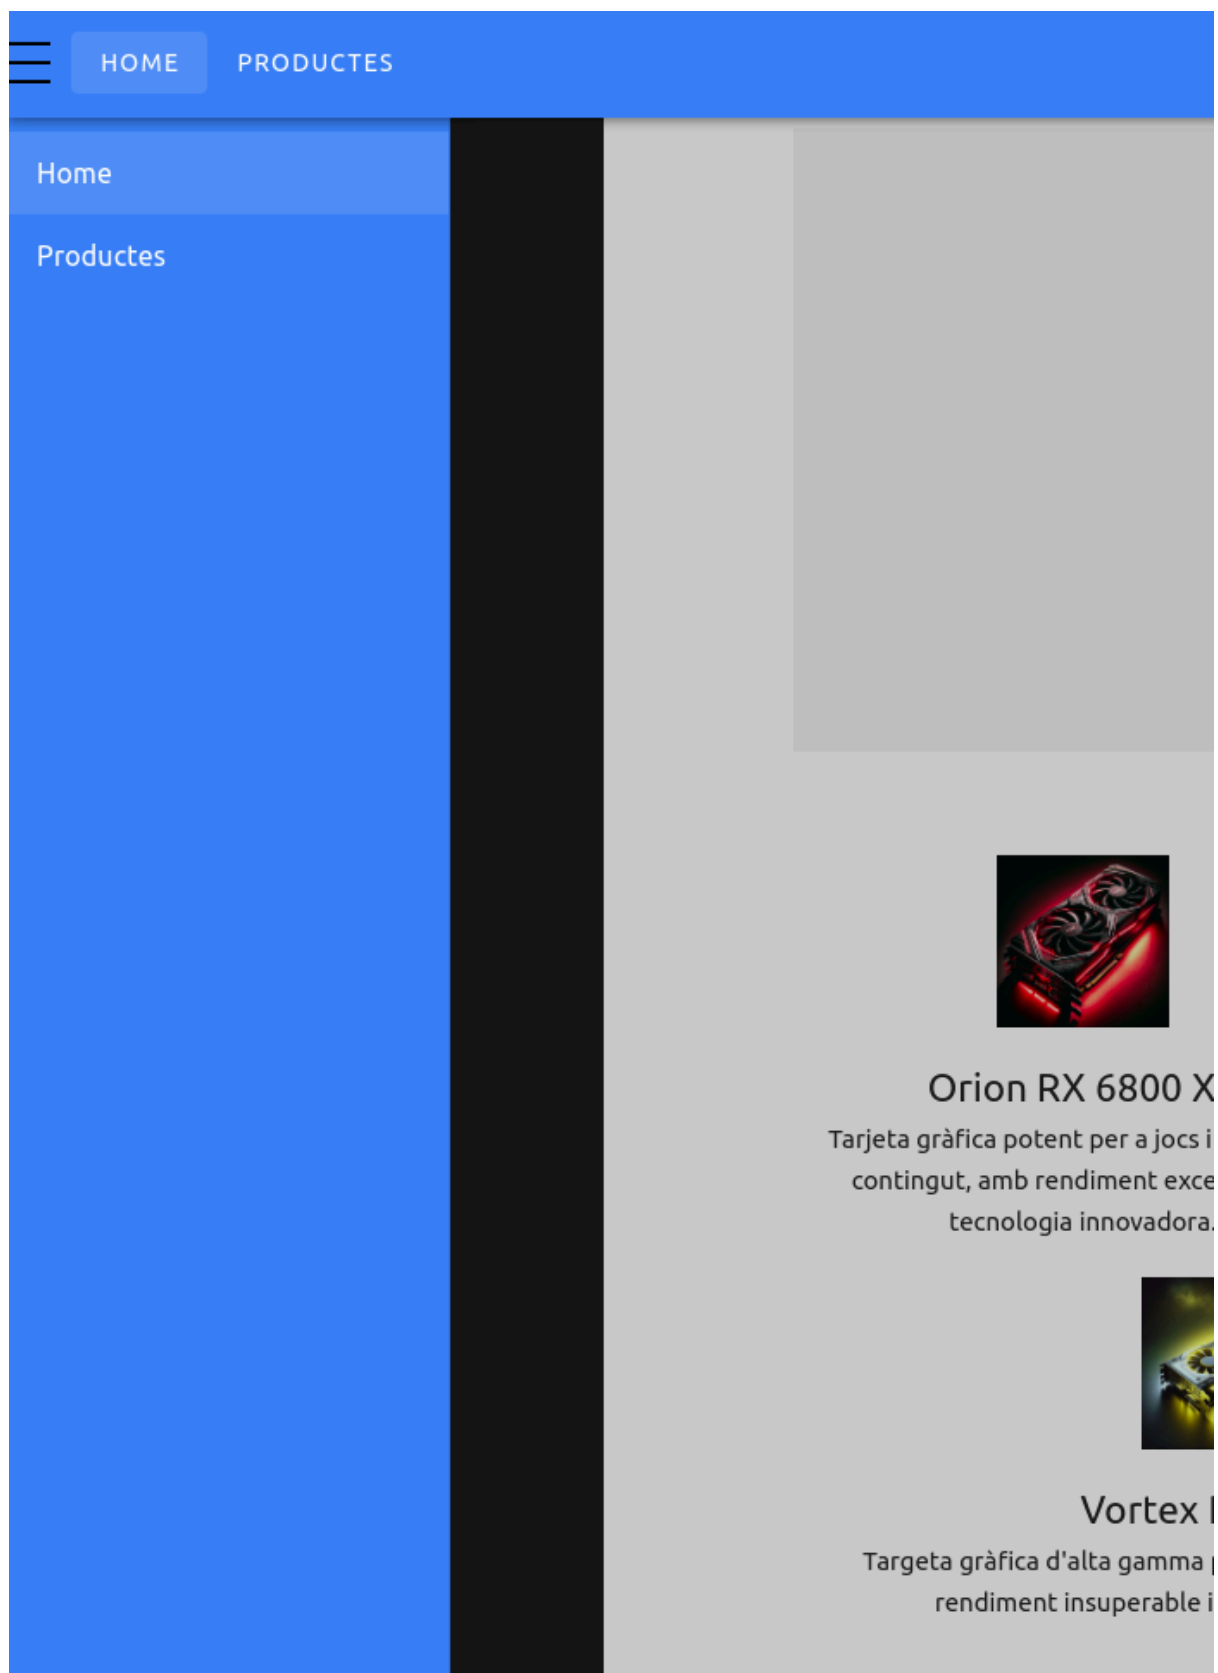 HOME PRODUCTES
Home
Productes
Orion RX 6800 X
Tarjeta gràfica potent per a jocs i
contingut, amb rendiment exce
tecnologia innovadora.
Vortex
Targeta gràfica d'alta gamma
rendiment insuperable i